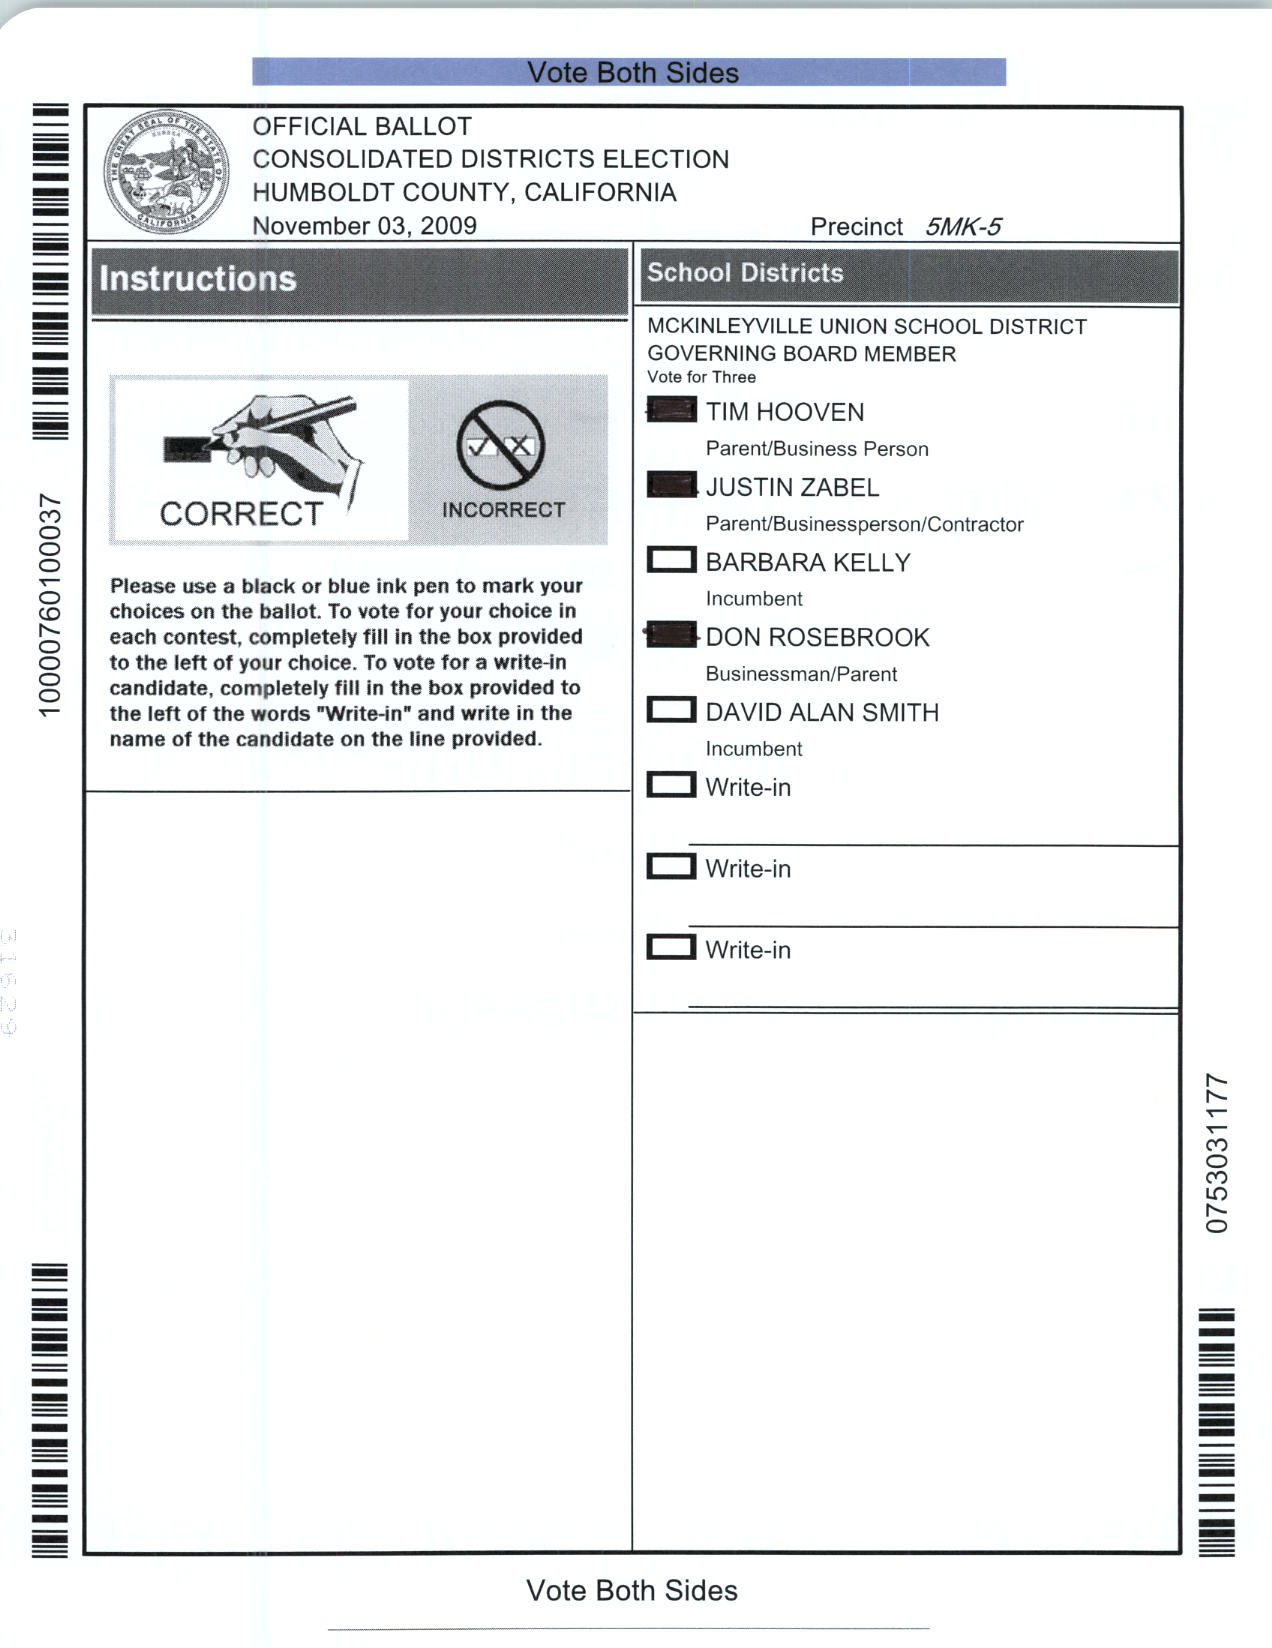 Vote Both Sides
OFFICIAL BALLOT
CONSOLIDATED DISTRICTS ELECTION
HUMBOLDT COUNTY, CALIFORNIA
November 03, 2009 Precinct 5MK-5
THE GREAT SEAL OF THE STATE OF CALIFORNIA
EUREKA
Instructions
CORRECT
INCORRECT
Please use a black or blue ink pen to mark your
choices on the ballot. To vote for your choice in
each contest, completely fill in the box provided
to the left of your choice. To vote for a write-in
candidate, completely fill in the box provided to
the left of the words "Write-in" and write in the
name of the candidate on the line provided.
School Districts
MCKINLEYVILLE UNION SCHOOL DISTRICT
GOVERNING BOARD MEMBER
Vote for Three
TIM HOOVEN
Parent/Business Person
JUSTIN ZABEL
Parent/Businessperson/Contractor
BARBARA KELLY
Incumbent
DON ROSEBROOK
Businessman/Parent
DAVID ALAN SMITH
Incumbent
Write-in
Write-in
Write-in
10000760100037
0753031177
Vote Both Sides